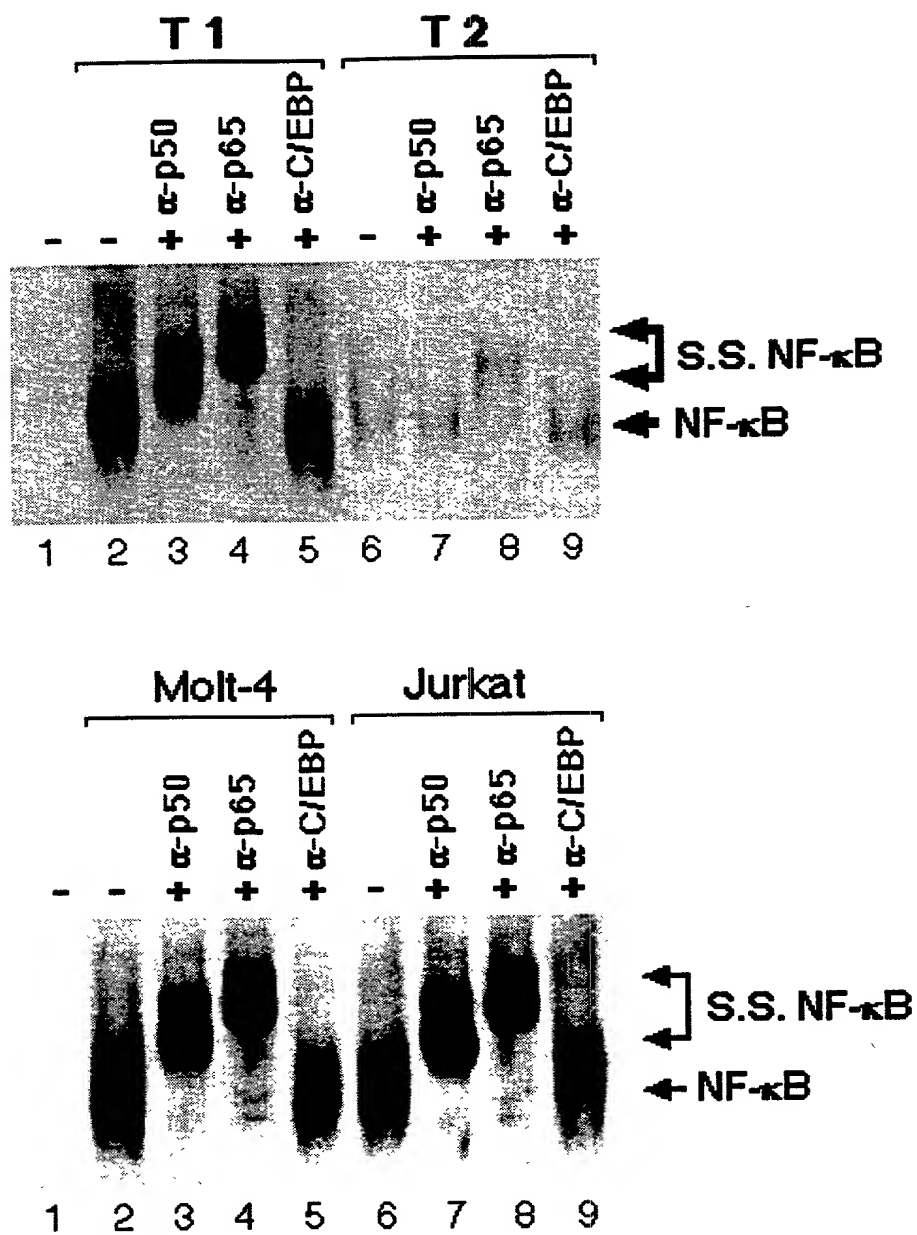 T 1 T 2
α-p50 α-p65 α-C/EBP α-p50 α-p65 α-C/EBP
- - + + + - + + +
S.S. NF-κB
NF-κB
1 2 3 4 5 6 7 8 9
Molt-4 Jurkat
α-p50 α-p65 α-C/EBP α-p50 α-p65 α-C/EBP
- - + + + - + + +
S.S. NF-κB
NF-κB
1 2 3 4 5 6 7 8 9